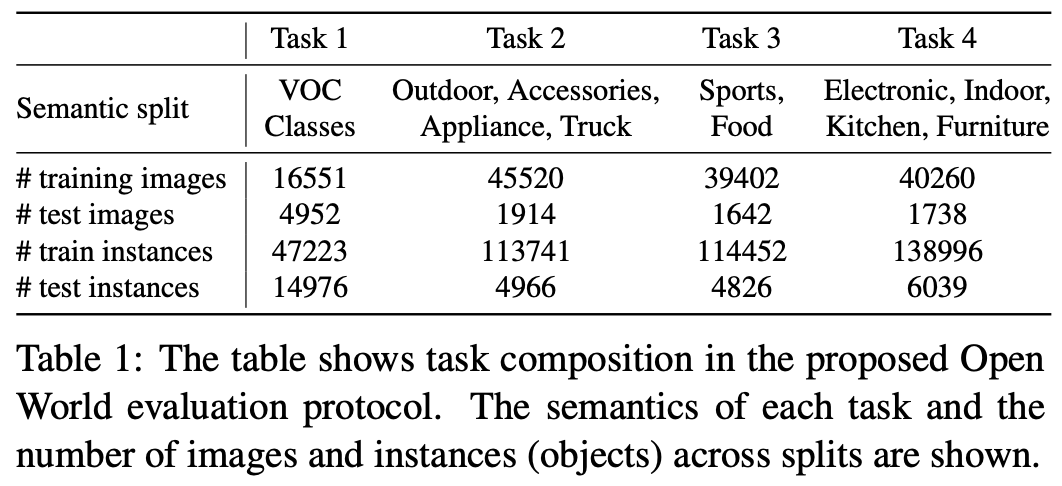 Task 1 Task 2 Task 3 Task 4
Semantic split VOC Classes Outdoor, Accessories, Appliance, Truck Sports, Food Electronic, Indoor, Kitchen, Furniture
# training images 16551 45520 39402 40260
# test images 4952 1914 1642 1738
# train instances 47223 113741 114452 138996
# test instances 14976 4966 4826 6039
Table 1: The table shows task composition in the proposed Open
World evaluation protocol. The semantics of each task and the
number of images and instances (objects) across splits are shown.